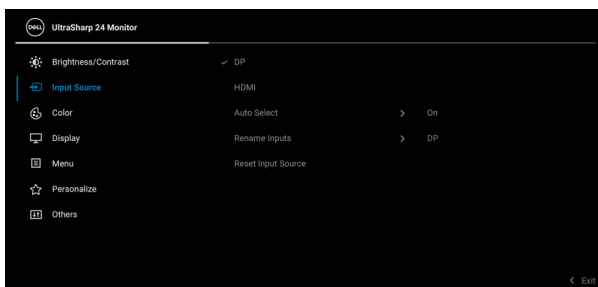 DELL UltraSharp 24 Monitor
Brightness/Contrast DP
Input Source HDMI
Color Auto Select On
Display Rename Inputs DP
Menu Reset Input Source
Personalize
Others
Exit